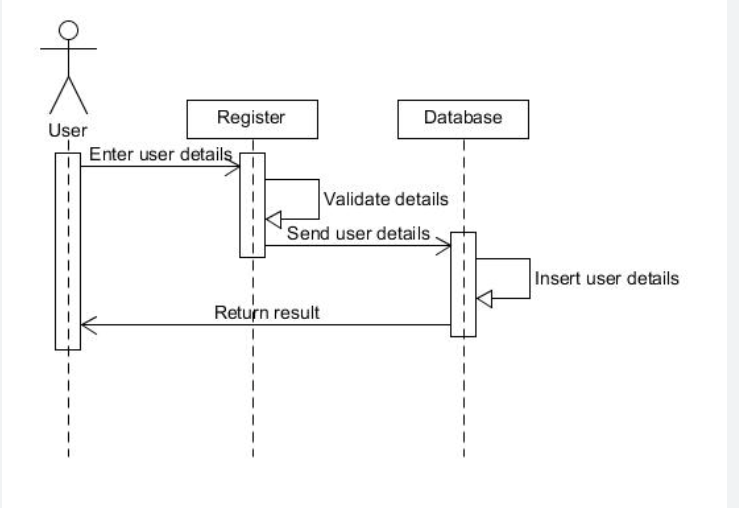 User
Register
Database
Enter user details
Validate details
Send user details
Insert user details
Return result